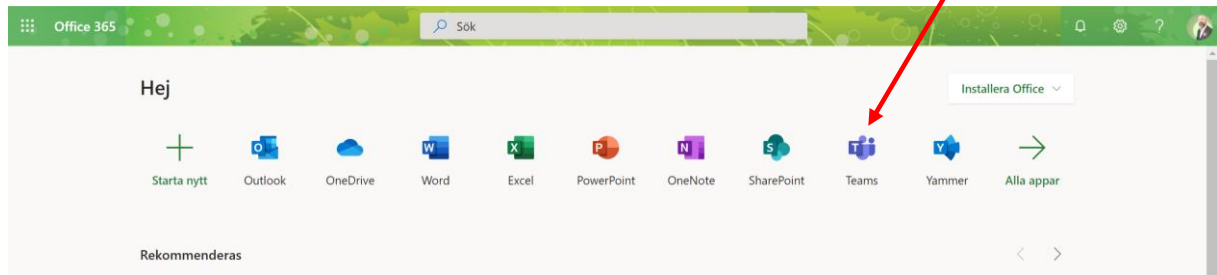 Office 365
Sök
Hej
Installera Office
Starta nytt
Outlook
OneDrive
Word
Excel
PowerPoint
OneNote
SharePoint
Teams
Yammer
Alla appar
Rekommenderas